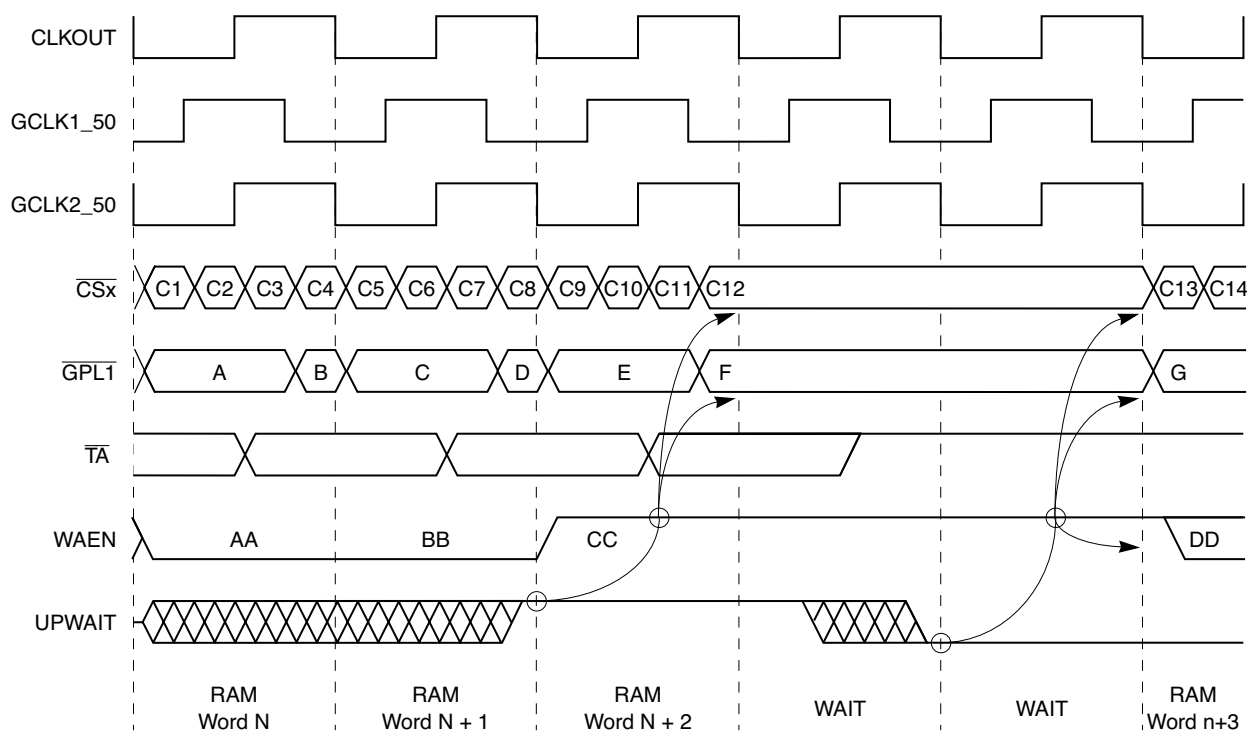 CLKOUT
GCLK1_50
GCLK2_50
CSx C1 C2 C3 C4 C5 C6 C7 C8 C9 C10 C11 C12 C13 C14
GPL1 A B C D E F G
TA
WAEN AA BB CC DD
UPWAIT
RAM Word N
RAM Word N + 1
RAM Word N + 2
WAIT
WAIT
RAM Word n+3